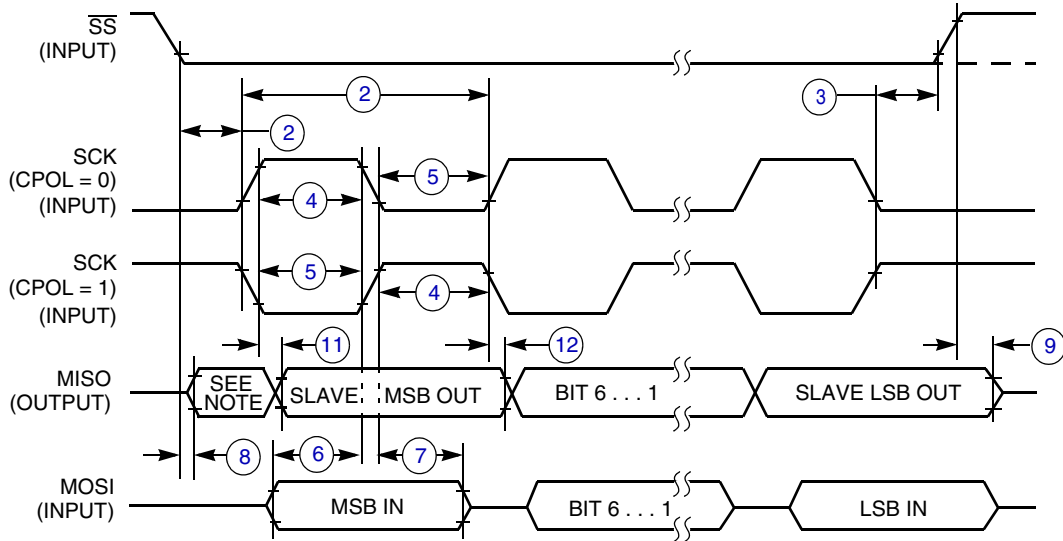 SS
(INPUT)
2
3
2
SCK
(CPOL = 0)
(INPUT)
5
4
SCK
(CPOL = 1)
(INPUT)
5
4
11
12
9
MISO
(OUTPUT)
SEE
NOTE
SLAVE
MSB OUT
BIT 6 . . . 1
SLAVE LSB OUT
8
6
7
MOSI
(INPUT)
MSB IN
BIT 6 . . . 1
LSB IN